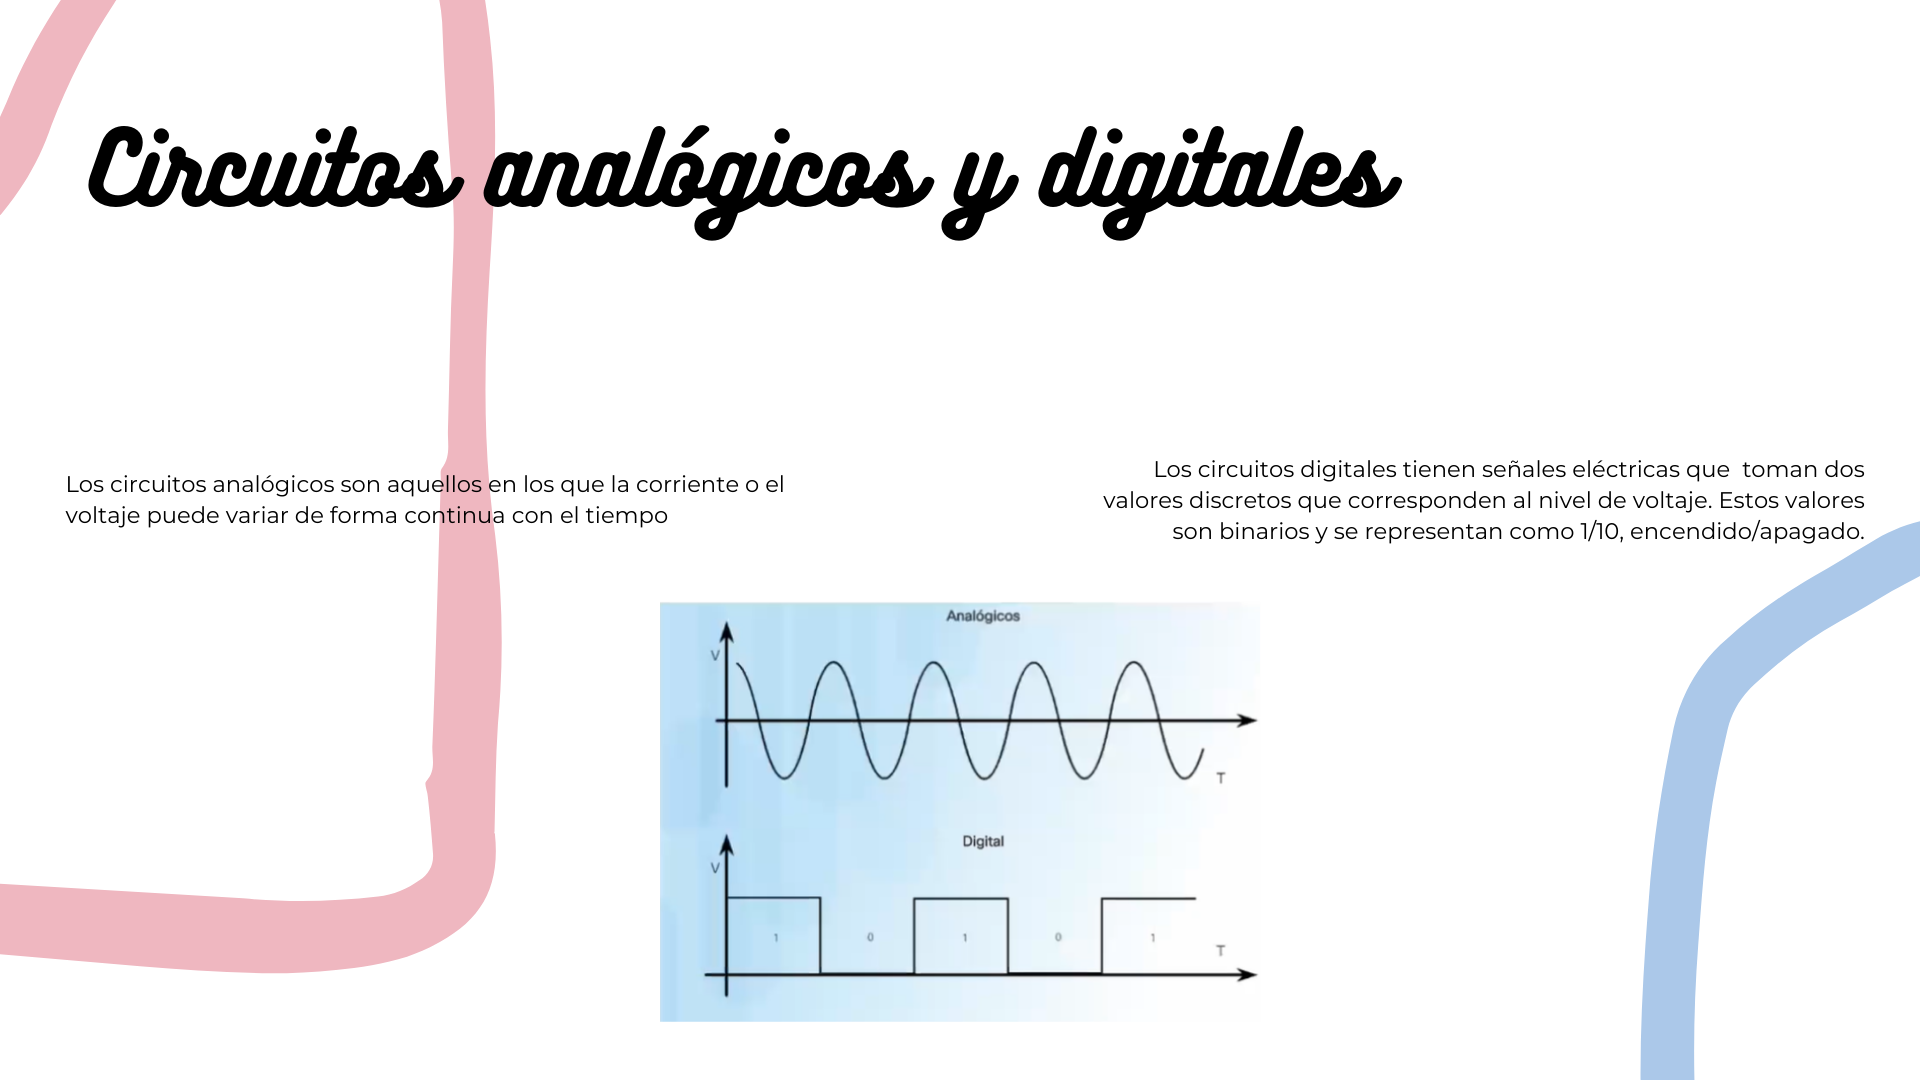 Circuitos analógicos y digitales
Los circuitos analógicos son aquellos en los que la corriente o el
voltaje puede variar de forma continua con el tiempo
Los circuitos digitales tienen señales eléctricas que  toman dos
valores discretos que corresponden al nivel de voltaje. Estos valores
son binarios y se representan como 1/10, encendido/apagado.
Analógicos
V
T
Digital
V
1 0 1 0 1
T